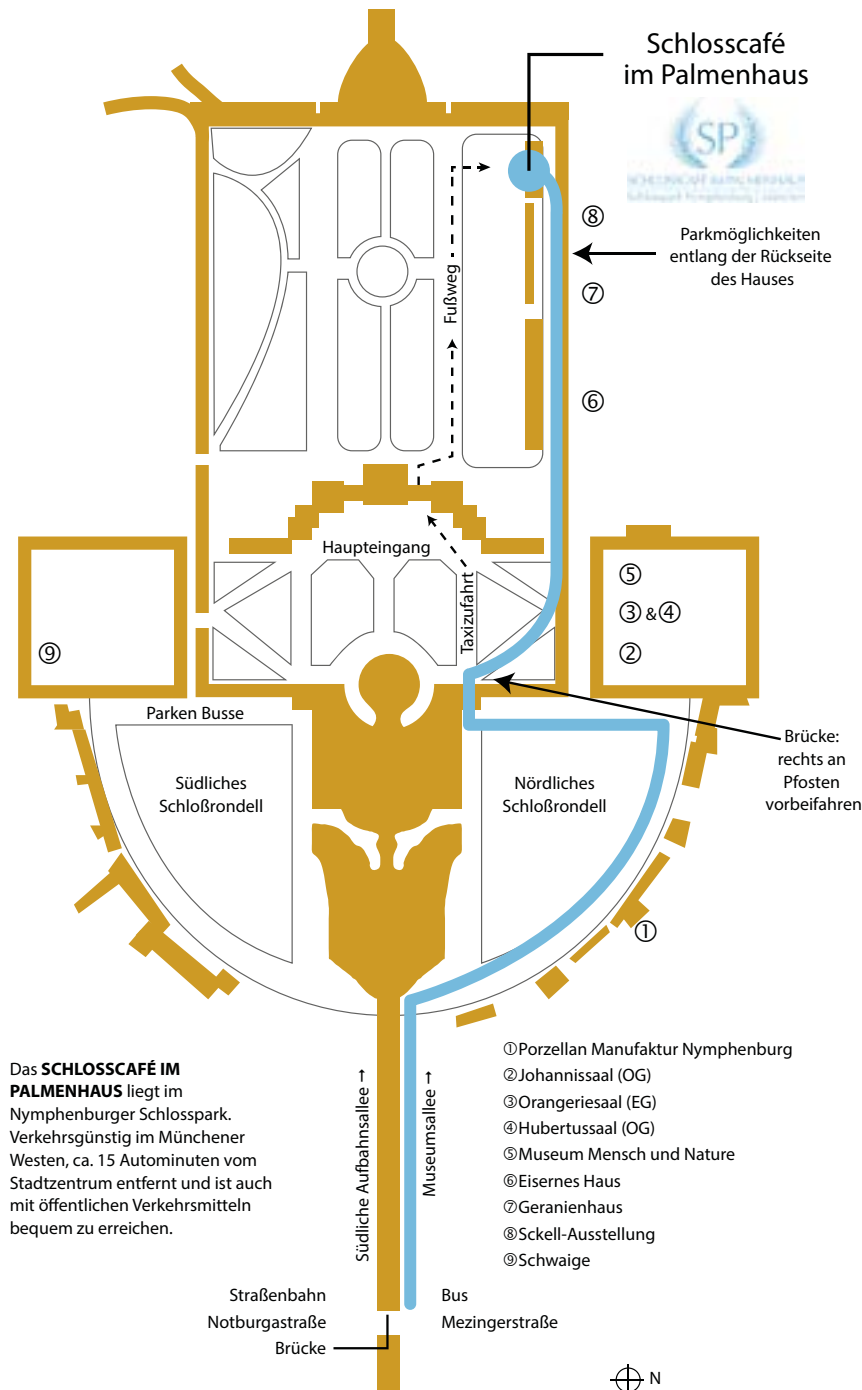 Schlosscafé
im Palmenhaus
SP
⑧
Parkmöglichkeiten
entlang der Rückseite
des Hauses
⑦
Fußweg
⑥
Haupteingang
Taxizufahrt
⑤
③ & ④
②
⑨
Parken Busse
Südliches
Schloßrondell
Nördliches
Schloßrondell
Brücke:
rechts an
Pfosten
vorbeifahren
①
Das SCHLOSSCAFÉ IM
PALMENHAUS liegt im
Nymphenburger Schlosspark.
Verkehrsgünstig im Münchener
Westen, ca. 15 Autominuten vom
Stadtzentrum entfernt und ist auch
mit öffentlichen Verkehrsmitteln
bequem zu erreichen.
Südliche Aufbahnsallee →
Museumsallee →
①Porzellan Manufaktur Nymphenburg
②Johannissaal (OG)
③Orangeriesaal (EG)
④Hubertussaal (OG)
⑤Museum Mensch und Nature
⑥Eisernes Haus
⑦Geranienhaus
⑧Sckell-Ausstellung
⑨Schwaige
Straßenbahn
Notburgastraße
Brücke
Bus
Mezingerstraße
N